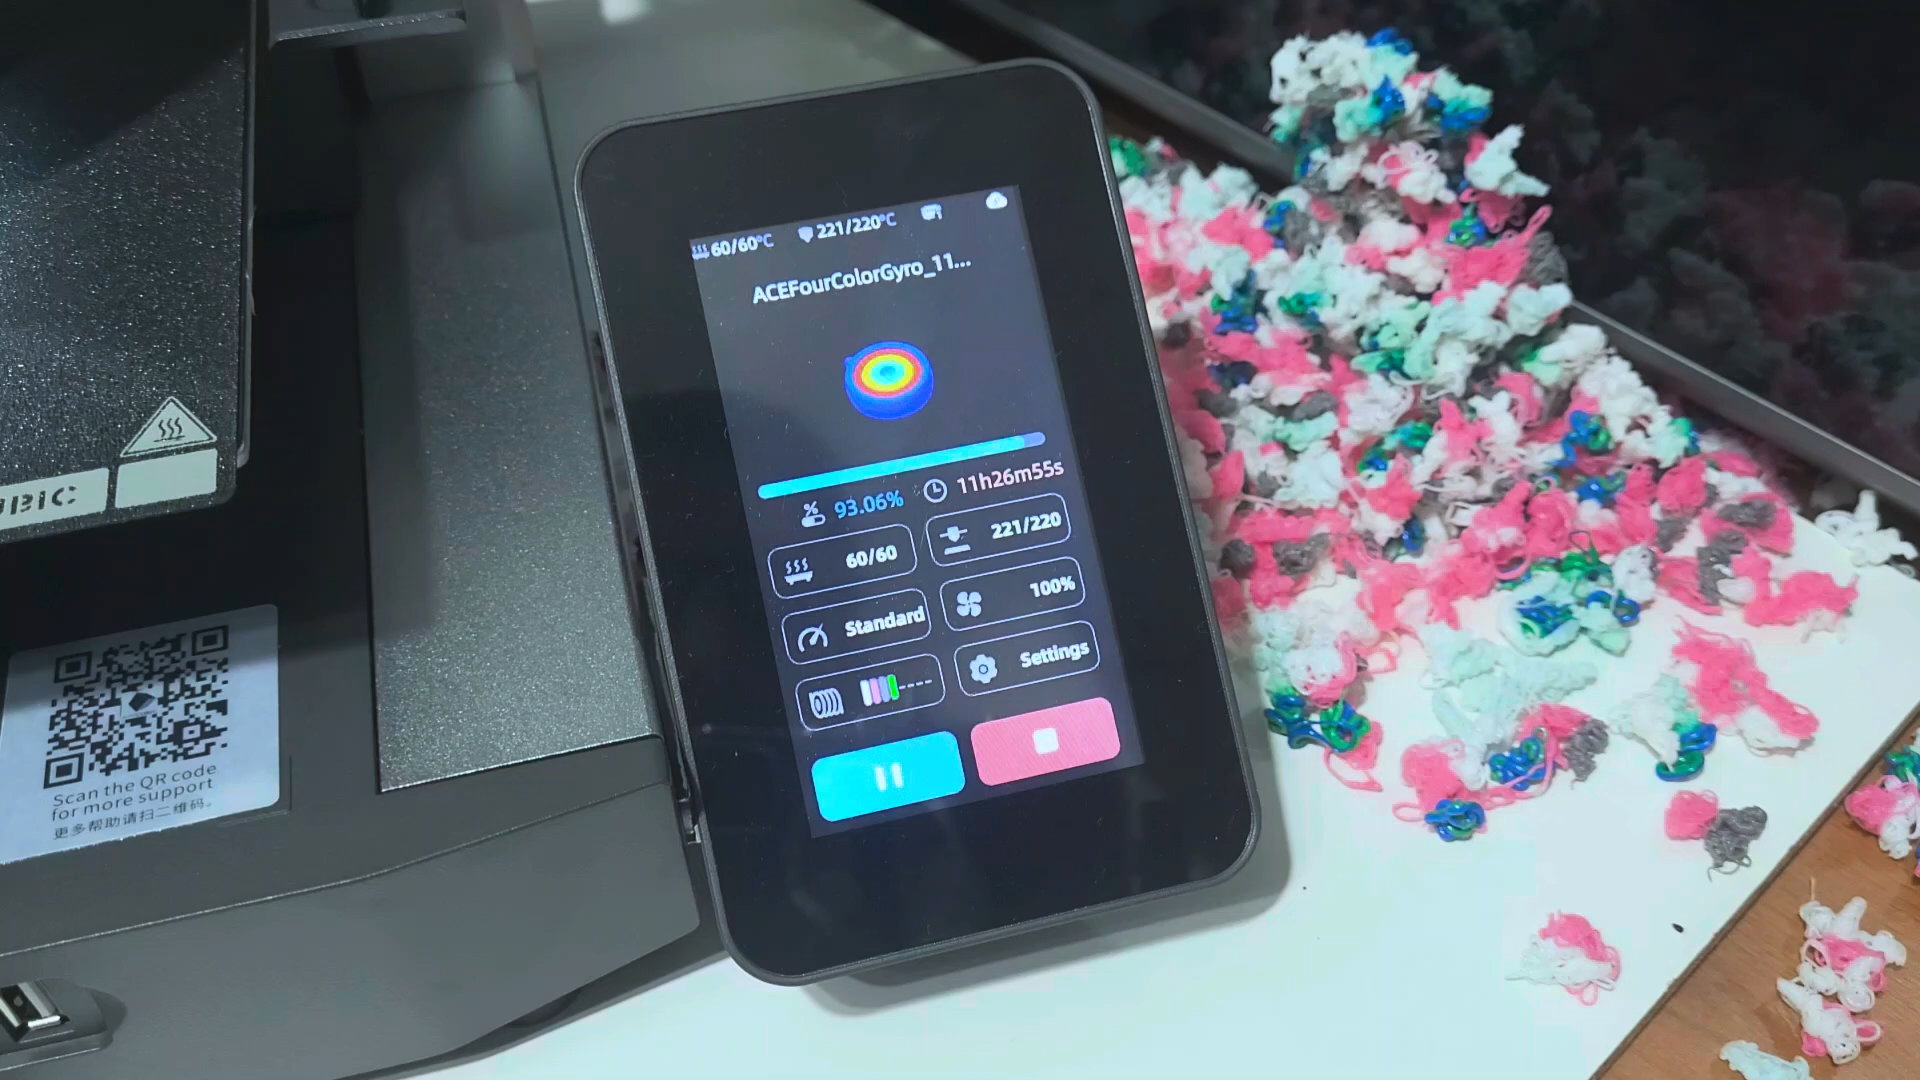 60/60°C 221/220°C
ACEFourColorGyro_11...
93.06% 11h26m55s
60/60 221/220
Standard 100%
Settings
UBIC
Scan the QR code
for more support
更多帮助请扫二维码。